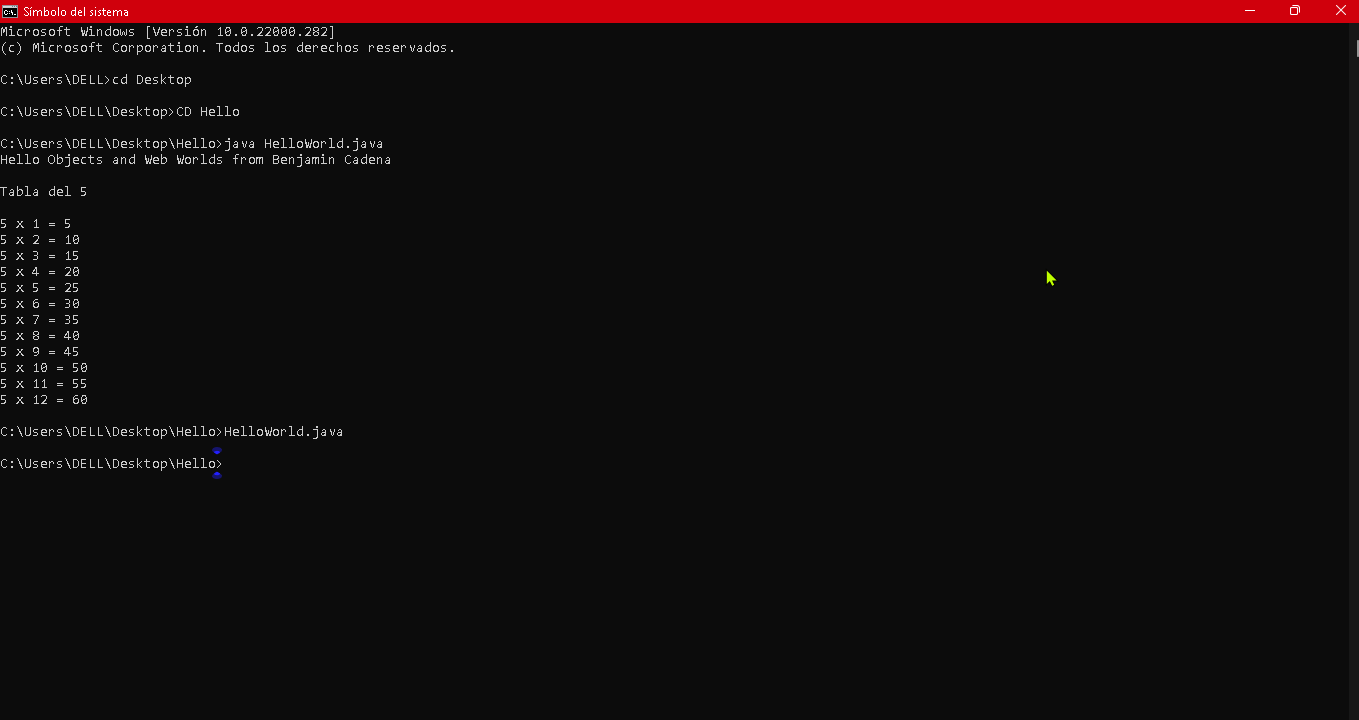 Símbolo del sistema
Microsoft Windows [Versión 10.0.22000.282]
(c) Microsoft Corporation. Todos los derechos reservados.
C:\Users\DELL>cd Desktop
C:\Users\DELL\Desktop>CD Hello
C:\Users\DELL\Desktop\Hello>java HelloWorld.java
Hello Objects and Web Worlds from Benjamin Cadena
Tabla del 5
5 x 1 = 5
5 x 2 = 10
5 x 3 = 15
5 x 4 = 20
5 x 5 = 25
5 x 6 = 30
5 x 7 = 35
5 x 8 = 40
5 x 9 = 45
5 x 10 = 50
5 x 11 = 55
5 x 12 = 60
C:\Users\DELL\Desktop\Hello>HelloWorld.java
C:\Users\DELL\Desktop\Hello>